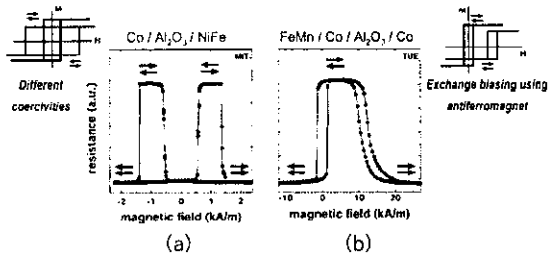 M
H
Different
coercivities
Co / Al₂O₃ / NiFe
MIT
resistance (a.u.)
-2 -1 0 1 2
magnetic field (kA/m)
(a)
FeMn / Co / Al₂O₃ / Co
TUE
-10 0 10 20
magnetic field (kA/m)
(b)
M
H
Exchange biasing using
antiferromagnet